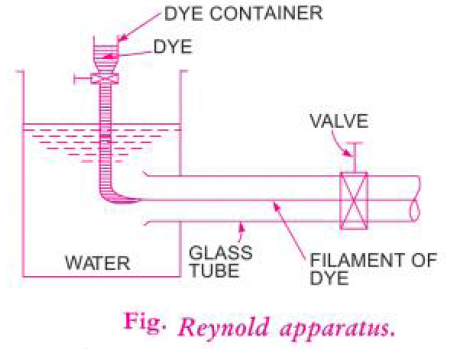 DYE CONTAINER
DYE
VALVE
WATER
GLASS
TUBE
FILAMENT OF
DYE
Fig. Reynold apparatus.